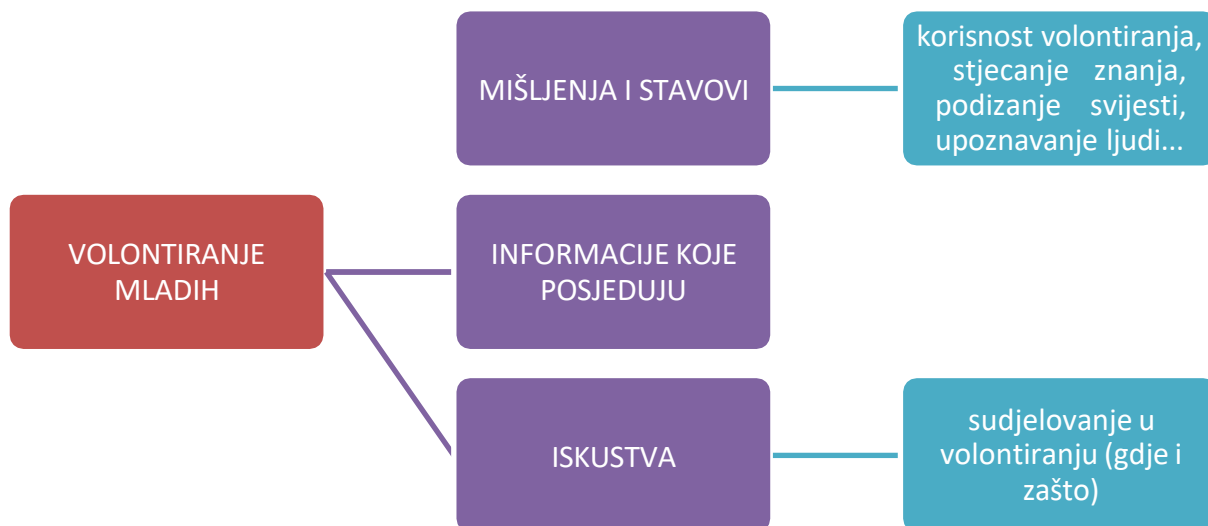 MIŠLJENJA I STAVOVI
korisnost volontiranja,
stjecanje znanja,
podizanje svijesti,
upoznavanje ljudi...
VOLONTIRANJE
MLADIH
INFORMACIJE KOJE
POSJEDUJU
ISKUSTVA
sudjelovanje u
volontiranju (gdje i
zašto)